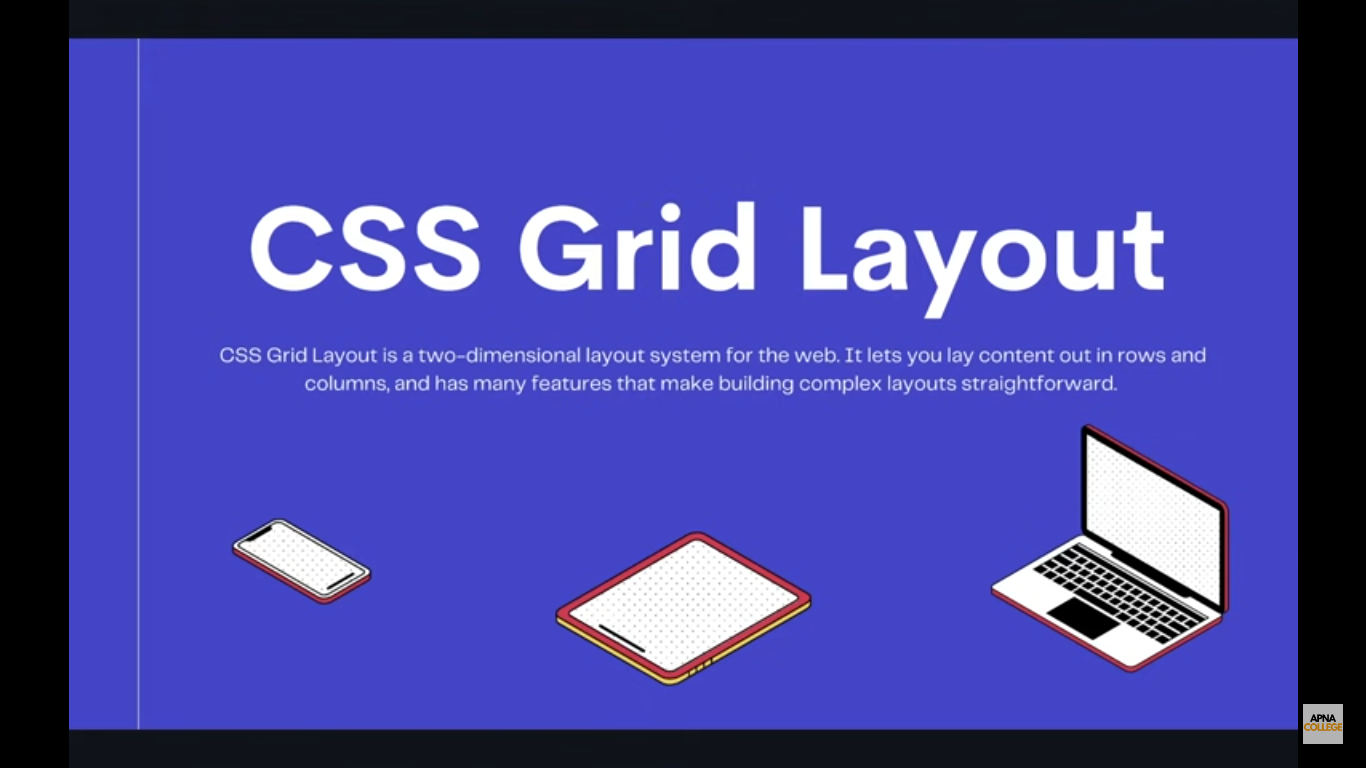 CSS Grid Layout
CSS Grid Layout is a two-dimensional layout system for the web. It lets you lay content out in rows and
columns, and has many features that make building complex layouts straightforward.
APNA
COLLEGE